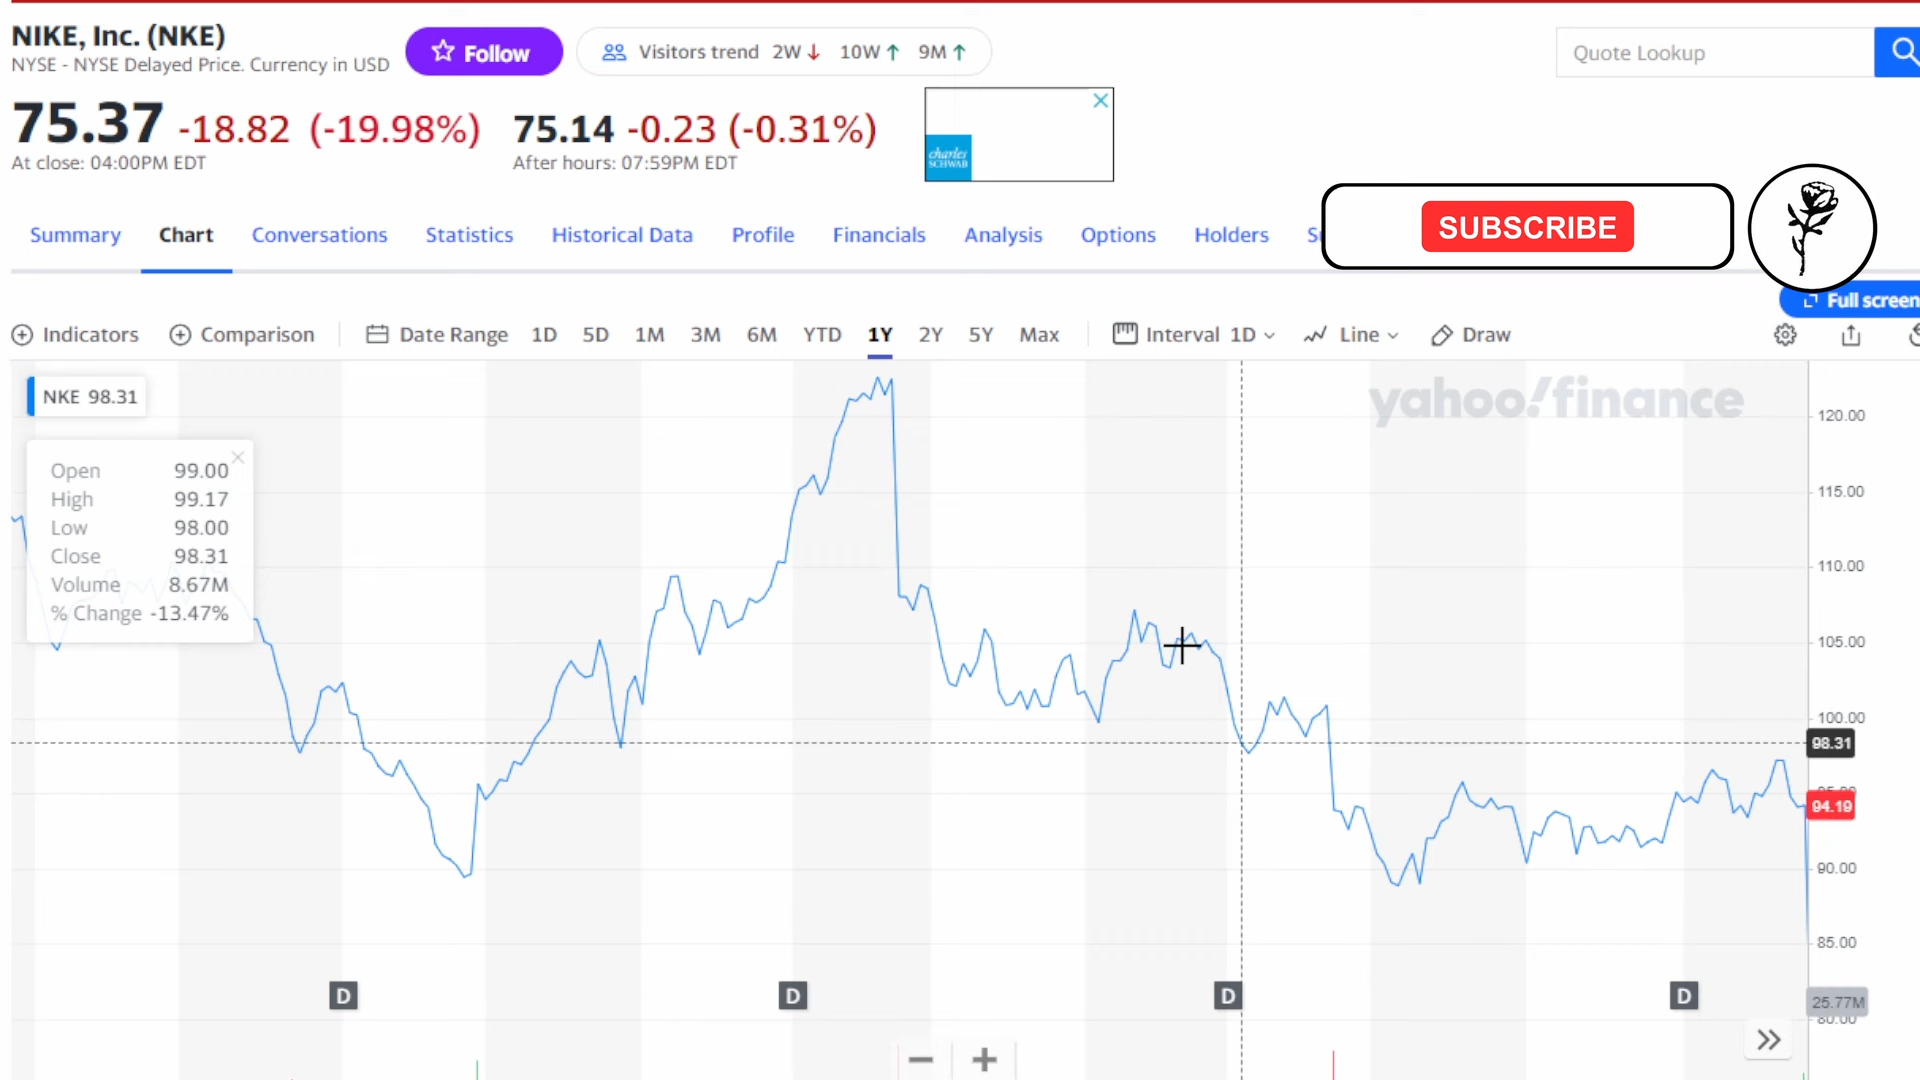 NIKE, Inc. (NKE)
NYSE - NYSE Delayed Price. Currency in USD
Follow
Visitors trend 2W 10W 9M
Quote Lookup
75.37 -18.82 (-19.98%)
At close: 04:00PM EDT
75.14 -0.23 (-0.31%)
After hours: 07:59PM EDT
charles
SCHWAB
SUBSCRIBE
Summary Chart Conversations Statistics Historical Data Profile Financials Analysis Options Holders
Full screen
Indicators Comparison Date Range 1D 5D 1M 3M 6M YTD 1Y 2Y 5Y Max Interval 1D Line Draw
NKE 98.31
yahoo!finance
Open 99.00
High 99.17
Low 98.00
Close 98.31
Volume 8.67M
% Change -13.47%
120.00
115.00
110.00
105.00
100.00
98.31
94.19
90.00
85.00
D D D D
25.77M
80.00